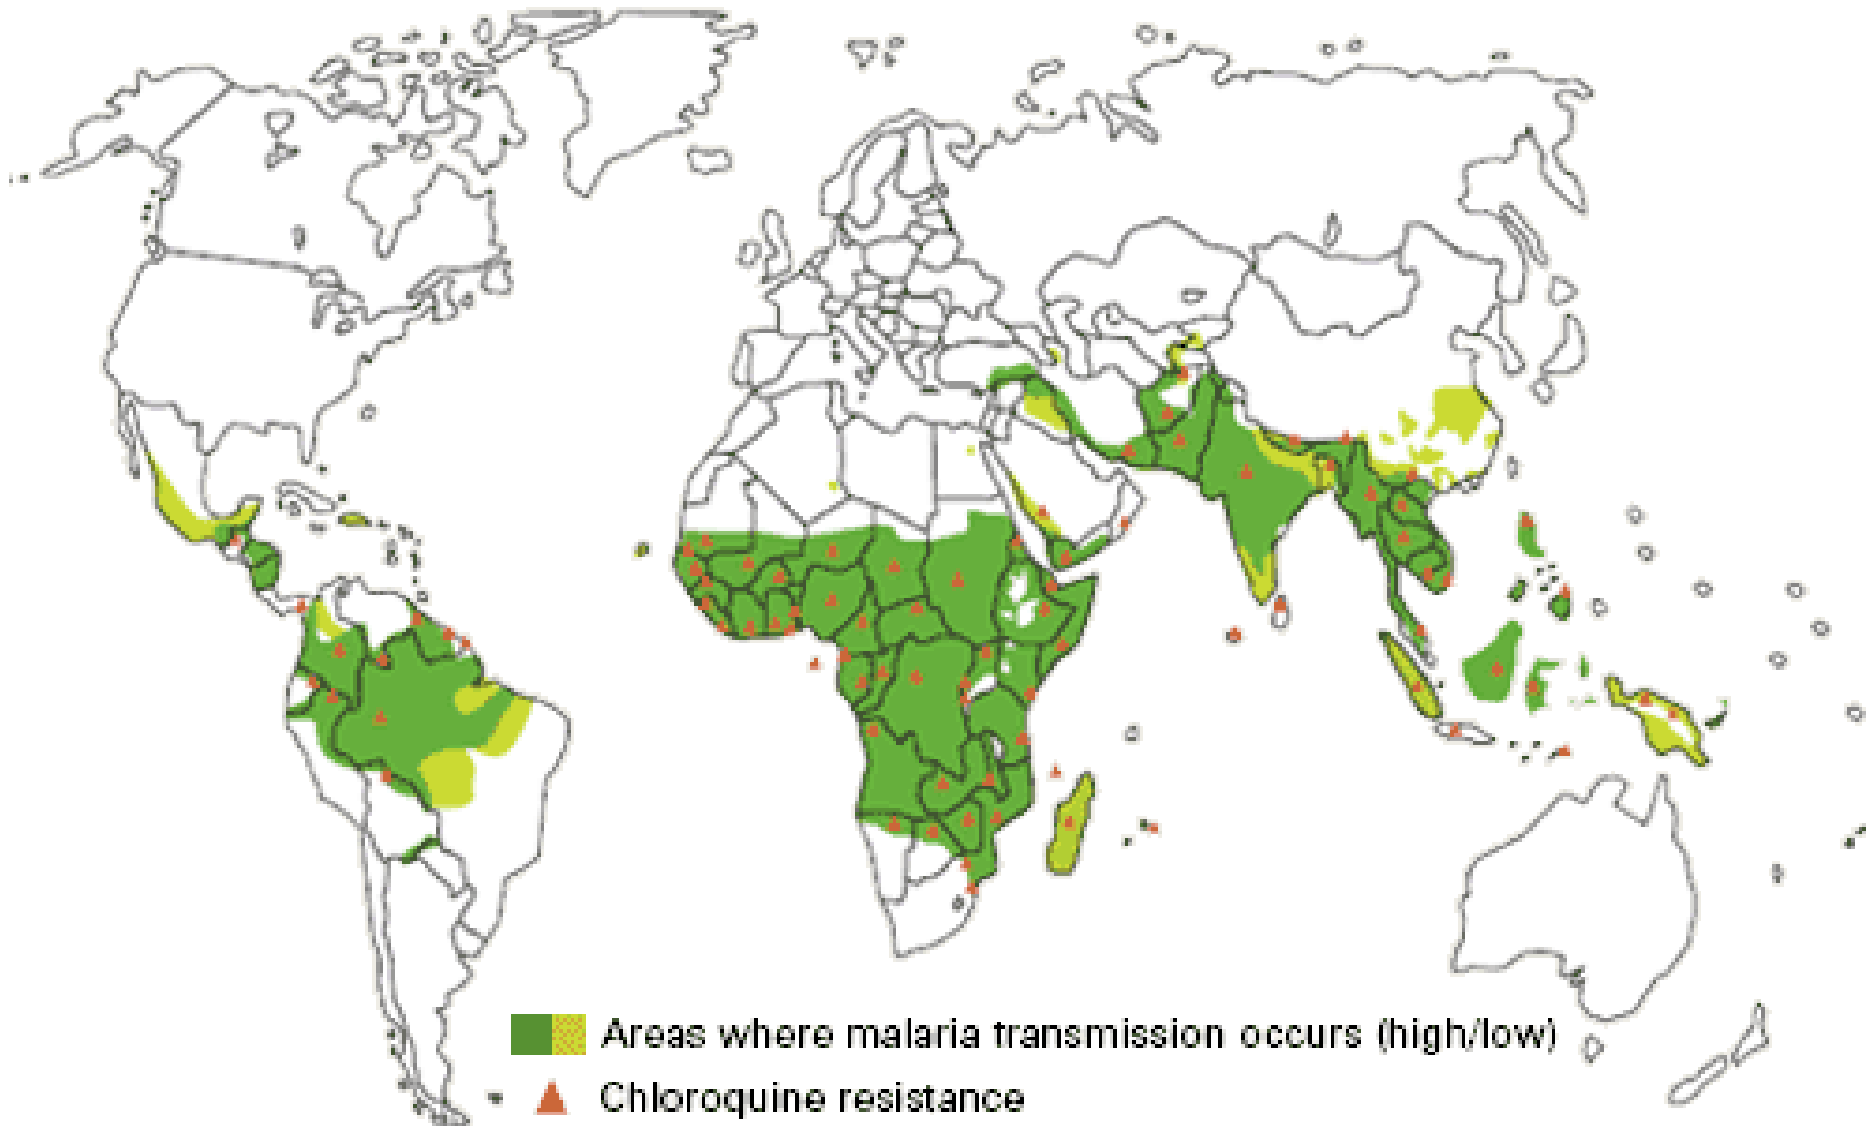 Areas where malaria transmission occurs (high/low)
Chloroquine resistance